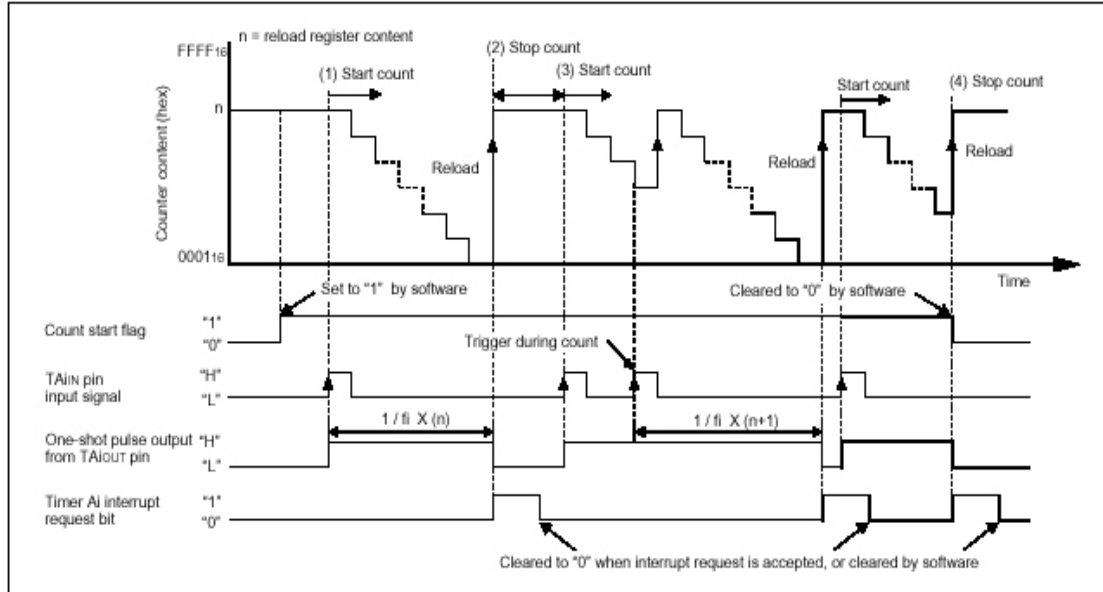 n = reload register content
FFFF16
(1) Start count
(2) Stop count
(3) Start count
Start count
(4) Stop count
n
Counter content (hex)
Reload
Reload
Reload
000116
Time
Set to "1" by software
Cleared to "0" by software
Count start flag
"1"
"0"
Trigger during count
TAiIN pin
input signal
"H"
"L"
1 / fi X (n)
1 / fi X (n+1)
One-shot pulse output
from TAiOUT pin
"H"
"L"
Timer Ai interrupt
request bit
"1"
"0"
Cleared to "0" when interrupt request is accepted, or cleared by software